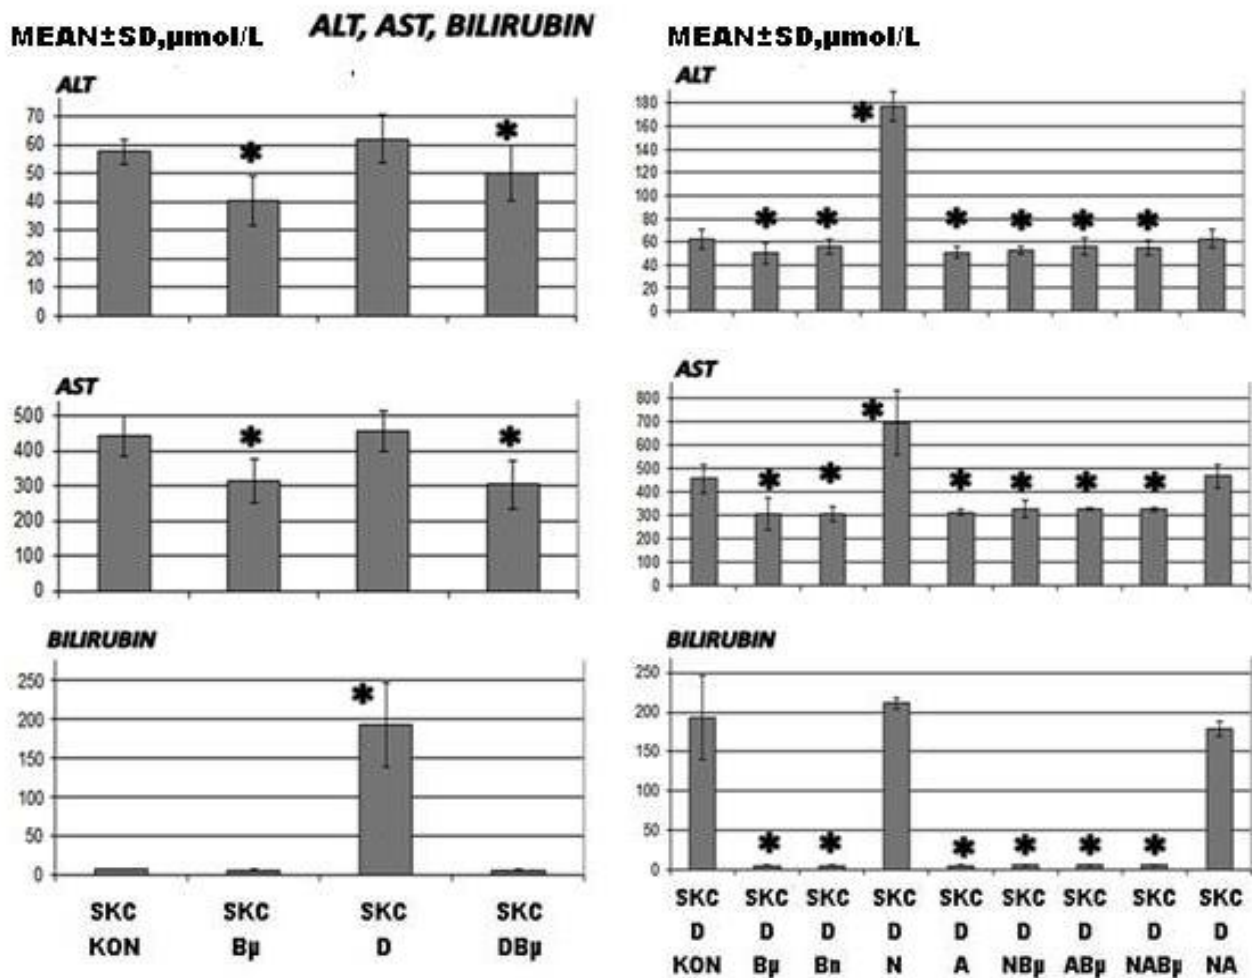 ALT, AST, BILIRUBIN
MEAN±SD,µmol/L
ALT
70
60
50
40
30
20
10
0
*
*
AST
500
400
300
200
100
0
*
*
BILIRUBIN
250
200
150
100
50
0
*
SKC SKC SKC SKC
KON Bµ D DBµ
MEAN±SD,µmol/L
ALT
180
160
140
120
100
80
60
40
20
0
* * * * * * *
AST
800
700
600
500
400
300
200
100
0
* * * * * * *
BILIRUBIN
250
200
150
100
50
0
* * * * * *
SKC SKC SKC SKC SKC SKC SKC SKC SKC
D D D D D D D D D
KON Bµ Bn N A NBµ ABµ NABµ NA